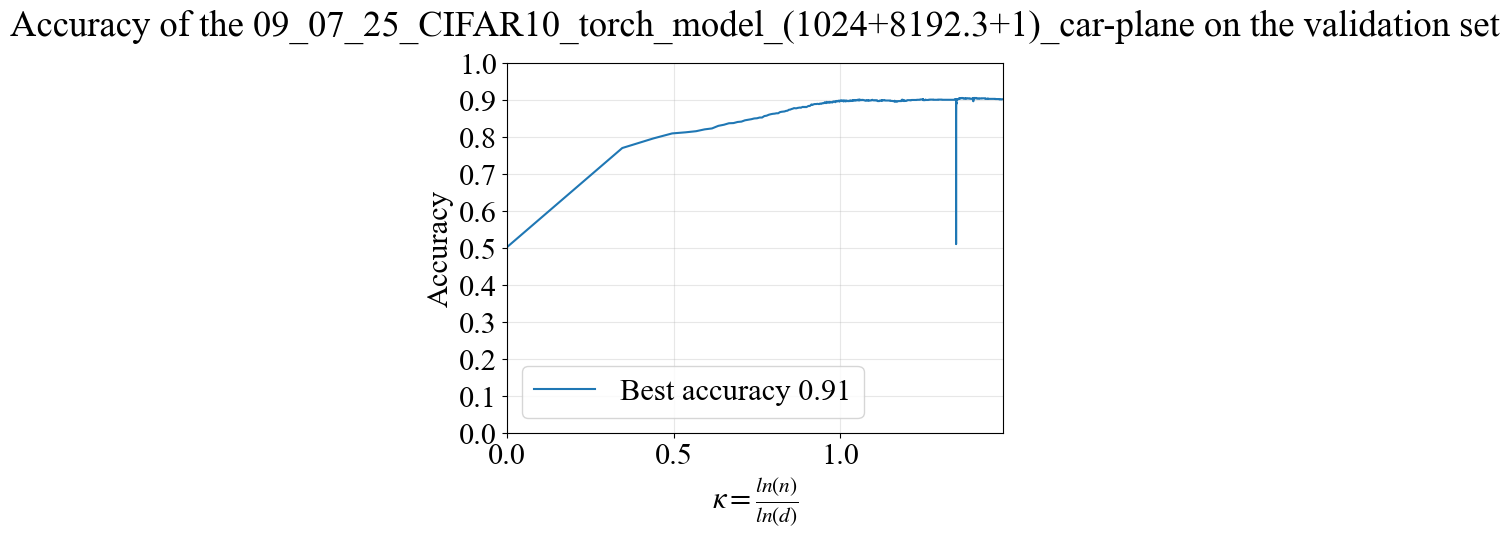 Accuracy of the 09_07_25_CIFAR10_torch_model_(1024+8192.3+1)_car-plane on the validation set
1.0
0.9
0.8
0.7
0.6
0.5
0.4
0.3
0.2
0.1
0.0
Accuracy
Best accuracy 0.91
0.0 0.5 1.0
κ = ln(n)/ln(d)